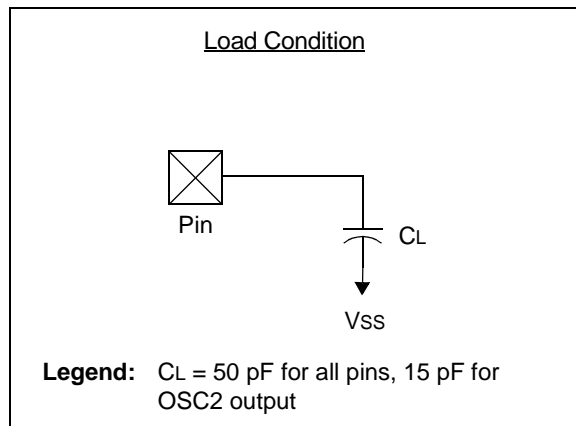 Load Condition
Pin
CL
VSS
Legend: CL = 50 pF for all pins, 15 pF for
OSC2 output